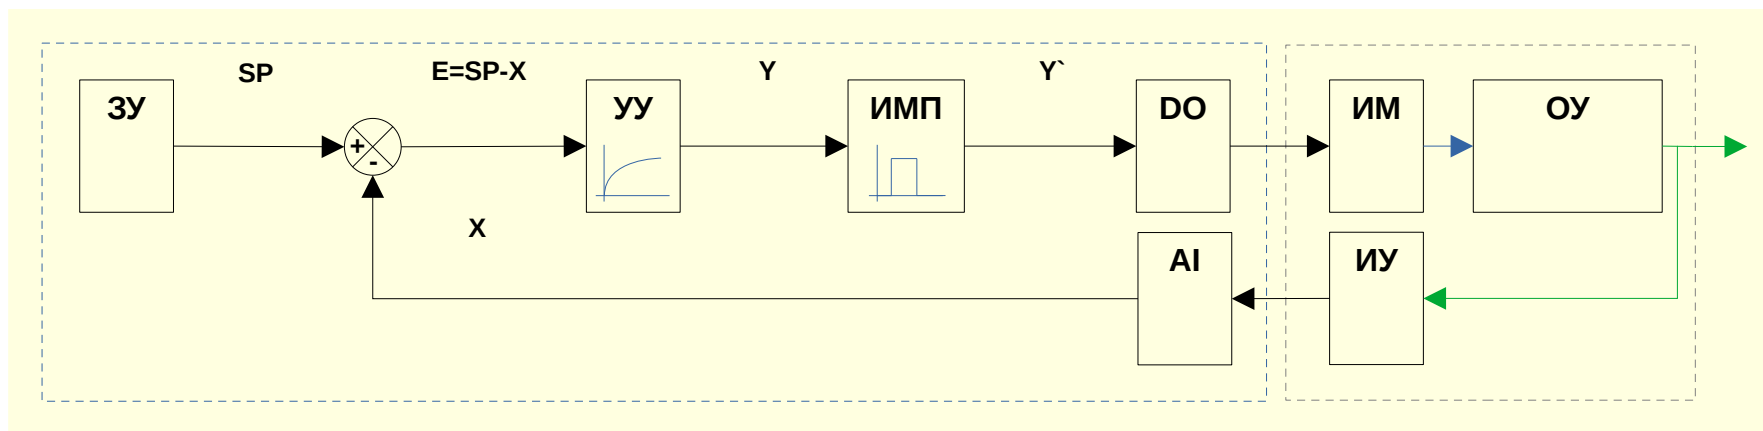 SP
E=SP-X
Y
Y`
ЗУ
УУ
ИМП
DO
ИМ
ОУ
+
-
X
AI
ИУ